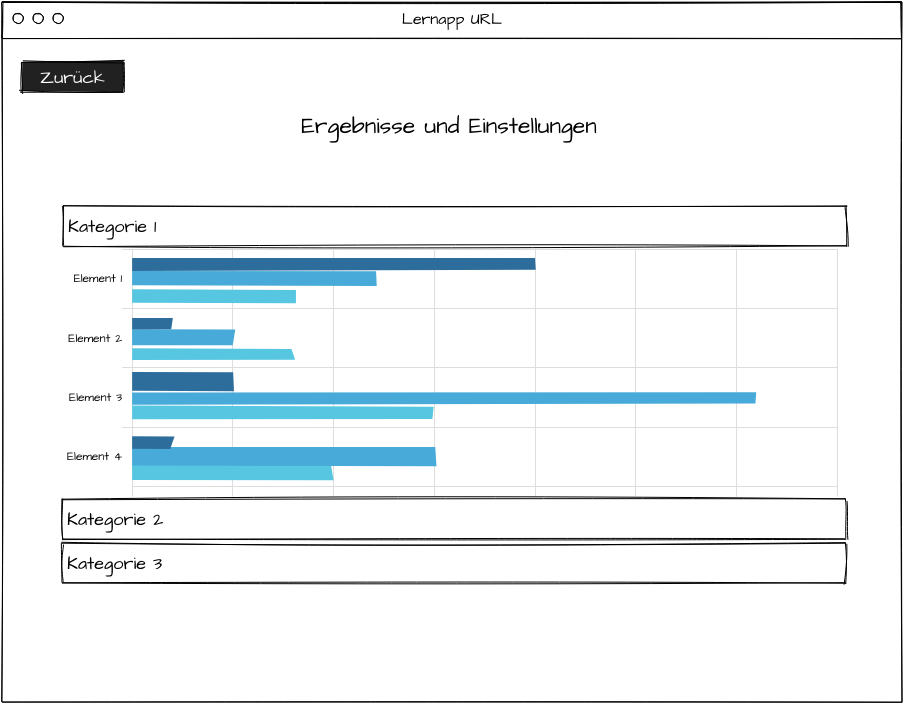 Lernapp URL
Zurück
Ergebnisse und Einstellungen
Kategorie 1
Element 1
Element 2
Element 3
Element 4
Kategorie 2
Kategorie 3